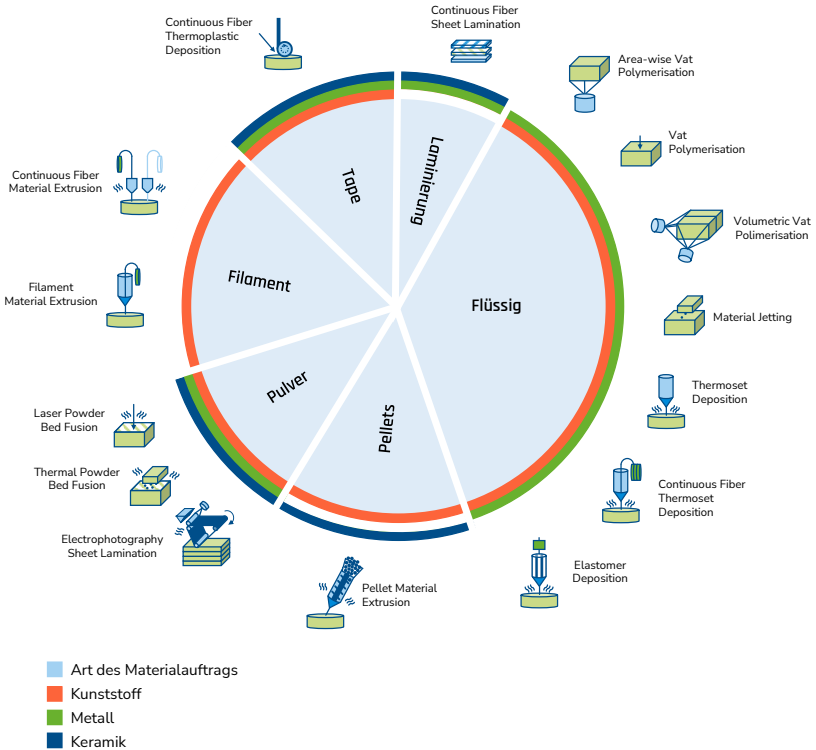 Continuous Fiber
Sheet Lamination
Continuous Fiber
Thermoplastic
Deposition
Area-wise Vat
Polymerisation
Vat
Polymerisation
Volumetric Vat
Polimerisation
Material Jetting
Thermoset
Deposition
Continuous Fiber
Thermoset
Deposition
Elastomer
Deposition
Pellet Material
Extrusion
Electrophotography
Sheet Lamination
Thermal Powder
Bed Fusion
Laser Powder
Bed Fusion
Filament
Material Extrusion
Continuous Fiber
Material Extrusion
Tape
Laminierung
Flüssig
Pellets
Pulver
Filament
Art des Materialauftrags
Kunststoff
Metall
Keramik